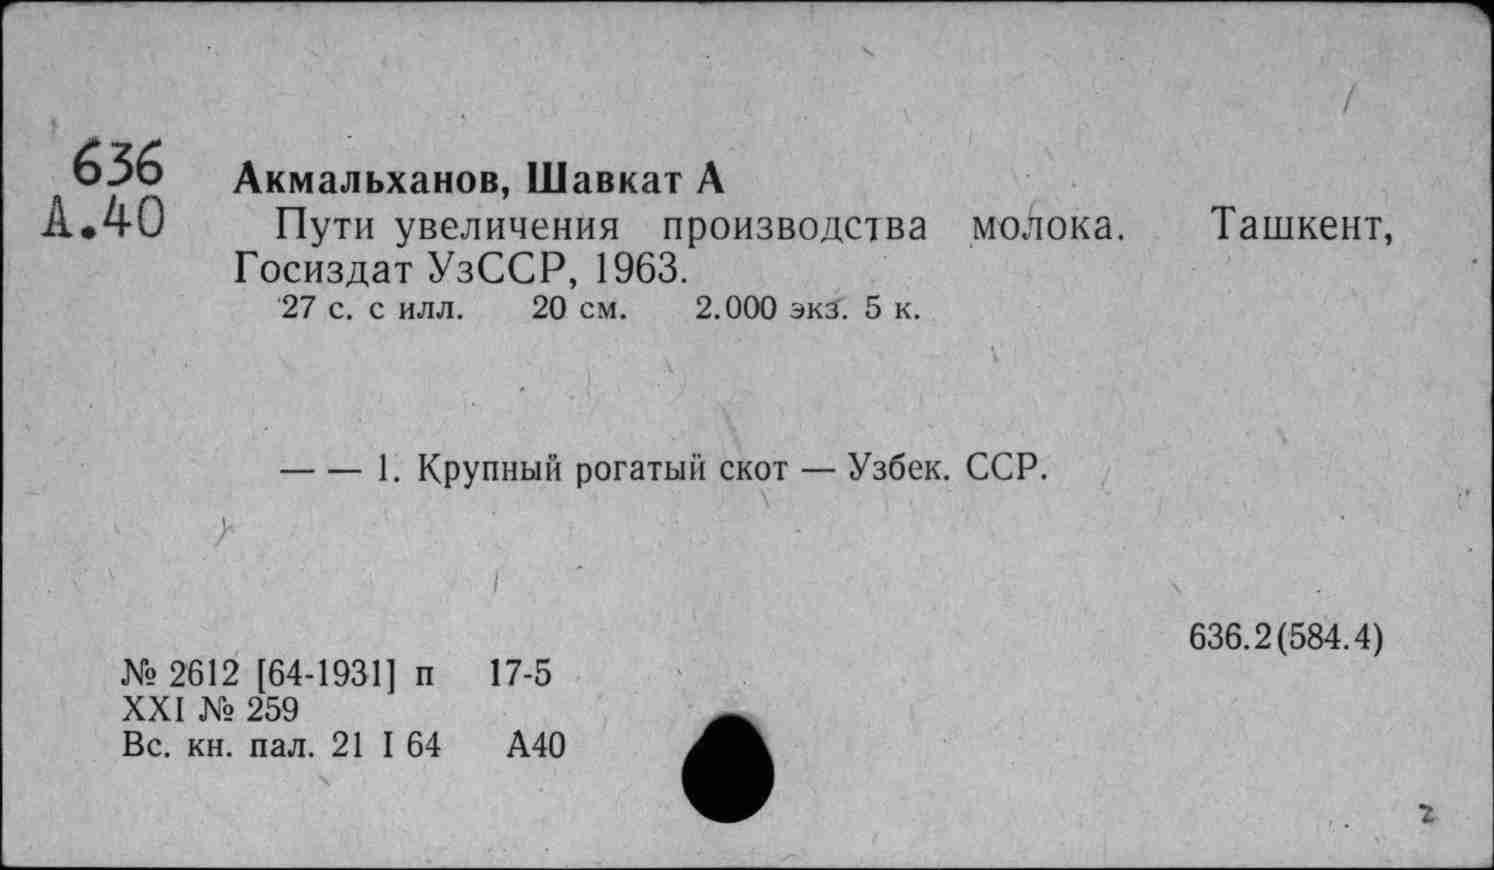 636
А.40
Акмальханов, Шавкат А
Пути увеличения производства молока. Ташкент,
Госиздат УзССР, 1963.
27 с. с илл. 20 см. 2.000 экз. 5 к.
— — 1. Крупный рогатый скот — Узбек. ССР.
636.2(584.4)
№ 2612 [64-1931] п 17-5
XXI № 259
Вс. кн. пал. 21 I 64 А40
2